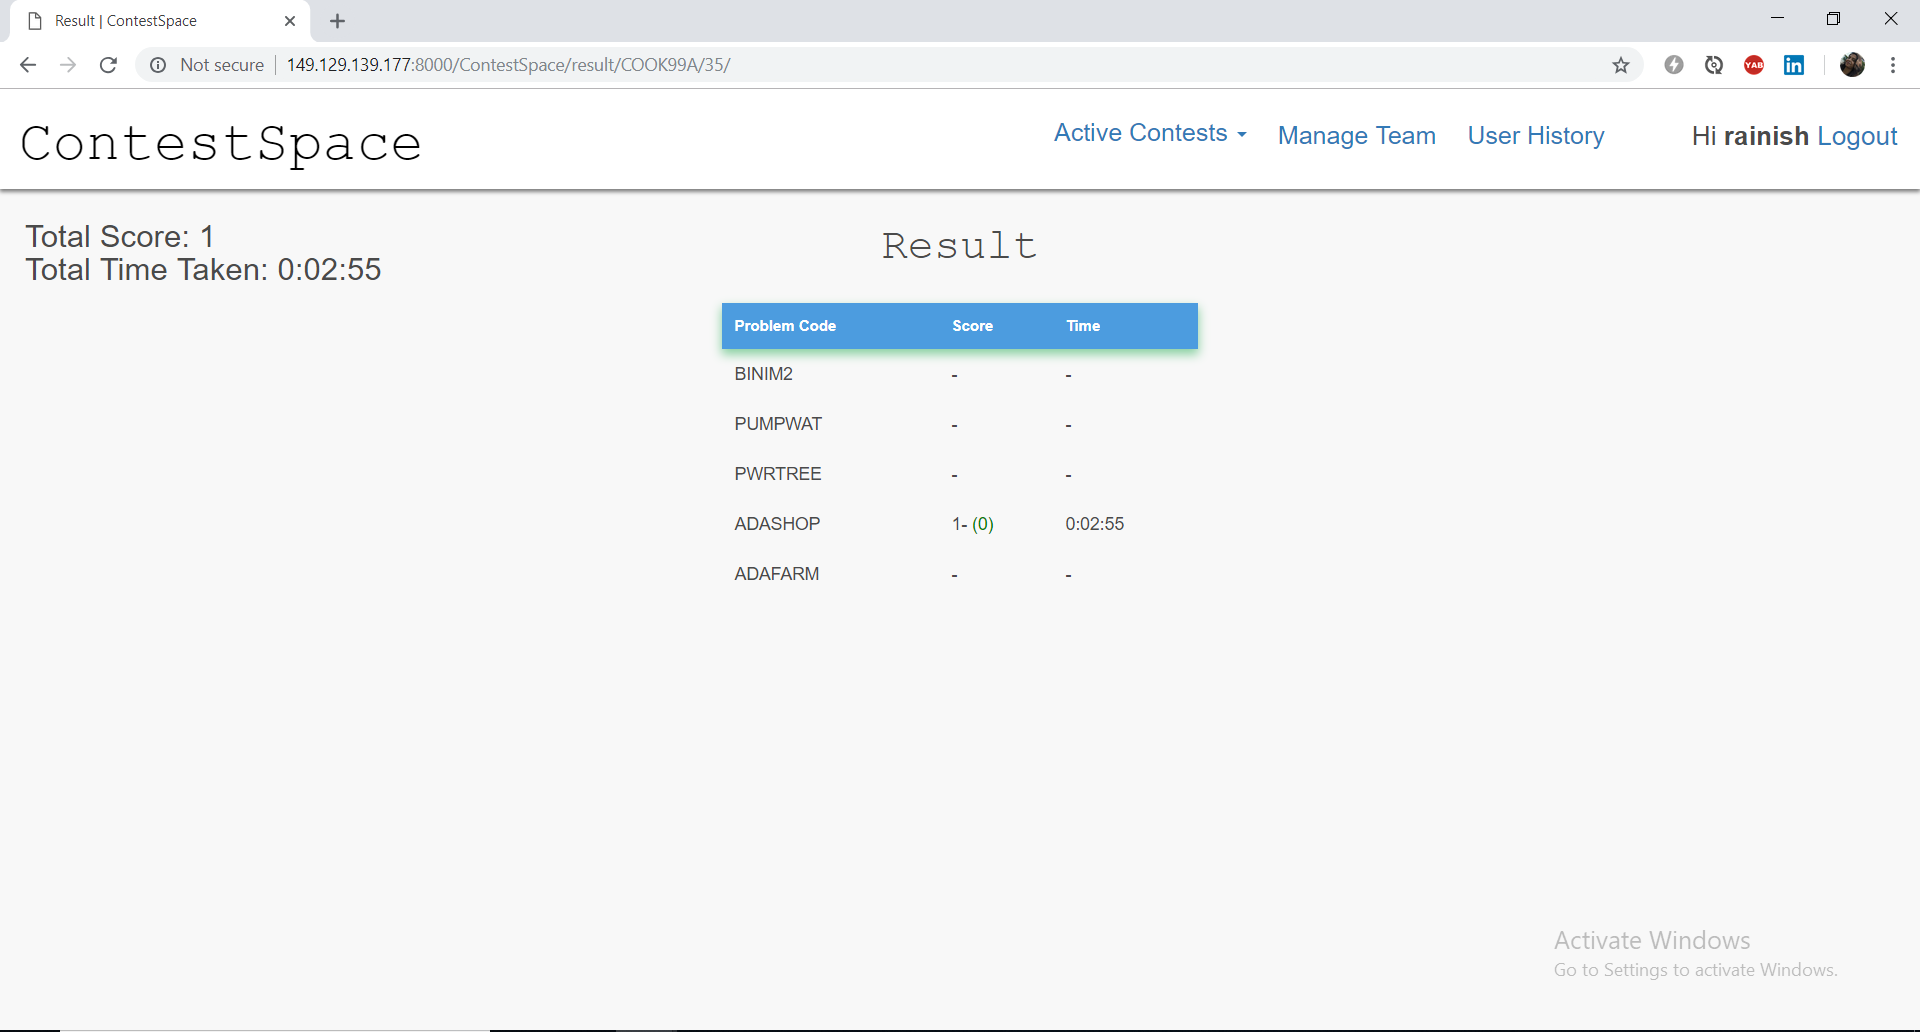 Result | ContestSpace
Not secure 149.129.139.177:8000/ContestSpace/result/COOK99A/35/
YAB
in
ContestSpace
Active Contests Manage Team User History Hi rainish Logout
Total Score: 1
Total Time Taken: 0:02:55
Result
Problem Code Score Time
BINIM2 - -
PUMPWAT - -
PWRTREE - -
ADASHOP 1- (0) 0:02:55
ADAFARM - -
Activate Windows
Go to Settings to activate Windows.